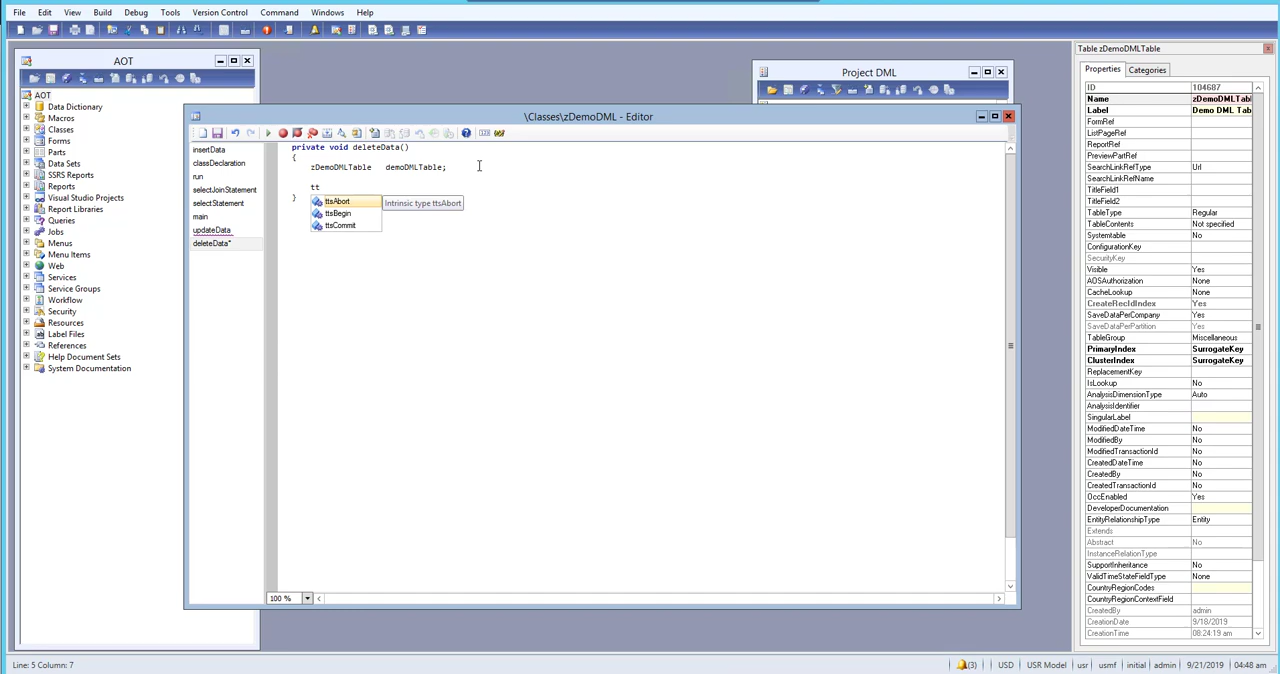 File Edit View Build Debug Tools Version Control Command Windows Help
AOT
AOT
Data Dictionary
Macros
Classes
Forms
Parts
Data Sets
SSRS Reports
Reports
Visual Studio Projects
Report Libraries
Queries
Jobs
Menus
Menu Items
Web
Services
Service Groups
Workflow
Security
Resources
Label Files
References
Help Document Sets
System Documentation
Project DML
\Classes\zDemoDML - Editor
insertData
classDeclaration
run
selectJoinStatement
selectStatement
main
updateData
deleteData*
private void deleteData()
{
zDemoDMLTable demoDMLTable;
tt
}
ttsAbort
ttsBegin
ttsCommit
Intrinsic type ttsAbort
100 %
Table zDemoDMLTable
Properties Categories
ID 104687
Name zDemoDMLTabl
Label Demo DML Tab
FormRef
ListPageRef
ReportRef
PreviewPartRef
SearchLinkRefType Url
SearchLinkRefName
TitleField1
TitleField2
TableType Regular
TableContents Not specified
Systemtable No
ConfigurationKey
SecurityKey
Visible Yes
AOSAuthorization None
CacheLookup None
CreateRecIdIndex Yes
SaveDataPerCompany Yes
SaveDataPerPartition Yes
TableGroup Miscellaneous
PrimaryIndex SurrogateKey
ClusterIndex SurrogateKey
ReplacementKey
IsLookup No
AnalysisDimensionType Auto
AnalysisIdentifier
SingularLabel
ModifiedDateTime No
ModifiedBy No
ModifiedTransactionId No
CreatedDateTime No
CreatedBy No
CreatedTransactionId No
OccEnabled Yes
DeveloperDocumentation
EntityRelationshipType Entity
Extends
Abstract No
InstanceRelationType
SupportInheritance No
ValidTimeStateFieldType None
CountryRegionCodes
CountryRegionContextField
CreatedBy admin
CreationDate 9/18/2019
CreationTime 08:24:19 am
Line: 5 Column: 7
(3) USD USR Model usr usmf initial admin 9/21/2019 04:48 am